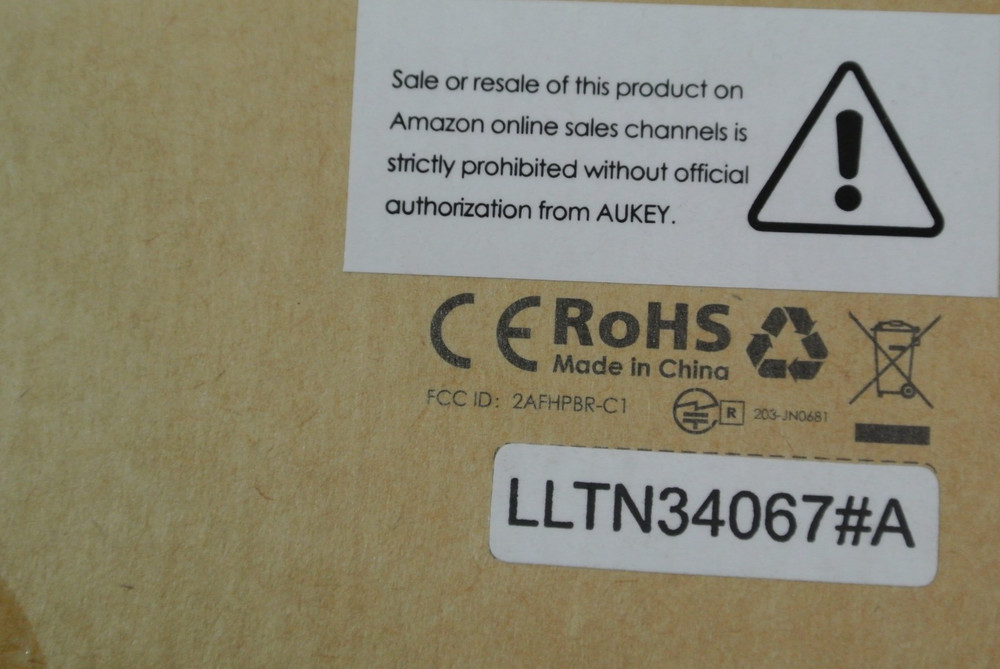 Sale or resale of this product on
Amazon online sales channels is
strictly prohibited without official
authorization from AUKEY.
CE RoHS
Made in China
FCC ID: 2AFHPBR-C1
R 203-JN0681
LLTN34067#A